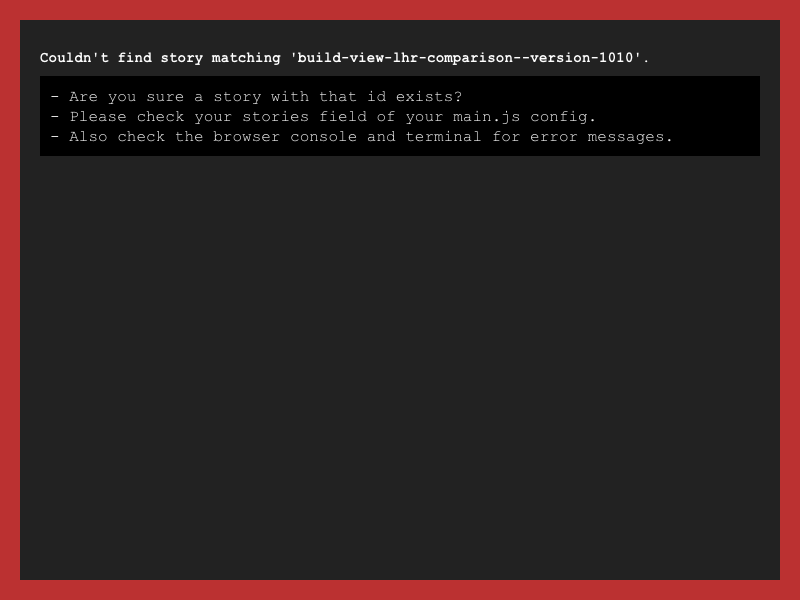 Couldn't find story matching 'build-view-lhr-comparison--version-1010'.
- Are you sure a story with that id exists?
- Please check your stories field of your main.js config.
- Also check the browser console and terminal for error messages.